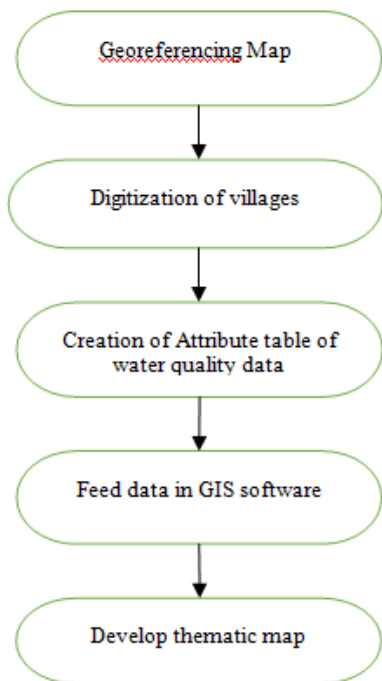 Georeferencing Map
Digitization of villages
Creation of Attribute table of
water quality data
Feed data in GIS software
Develop thematic map